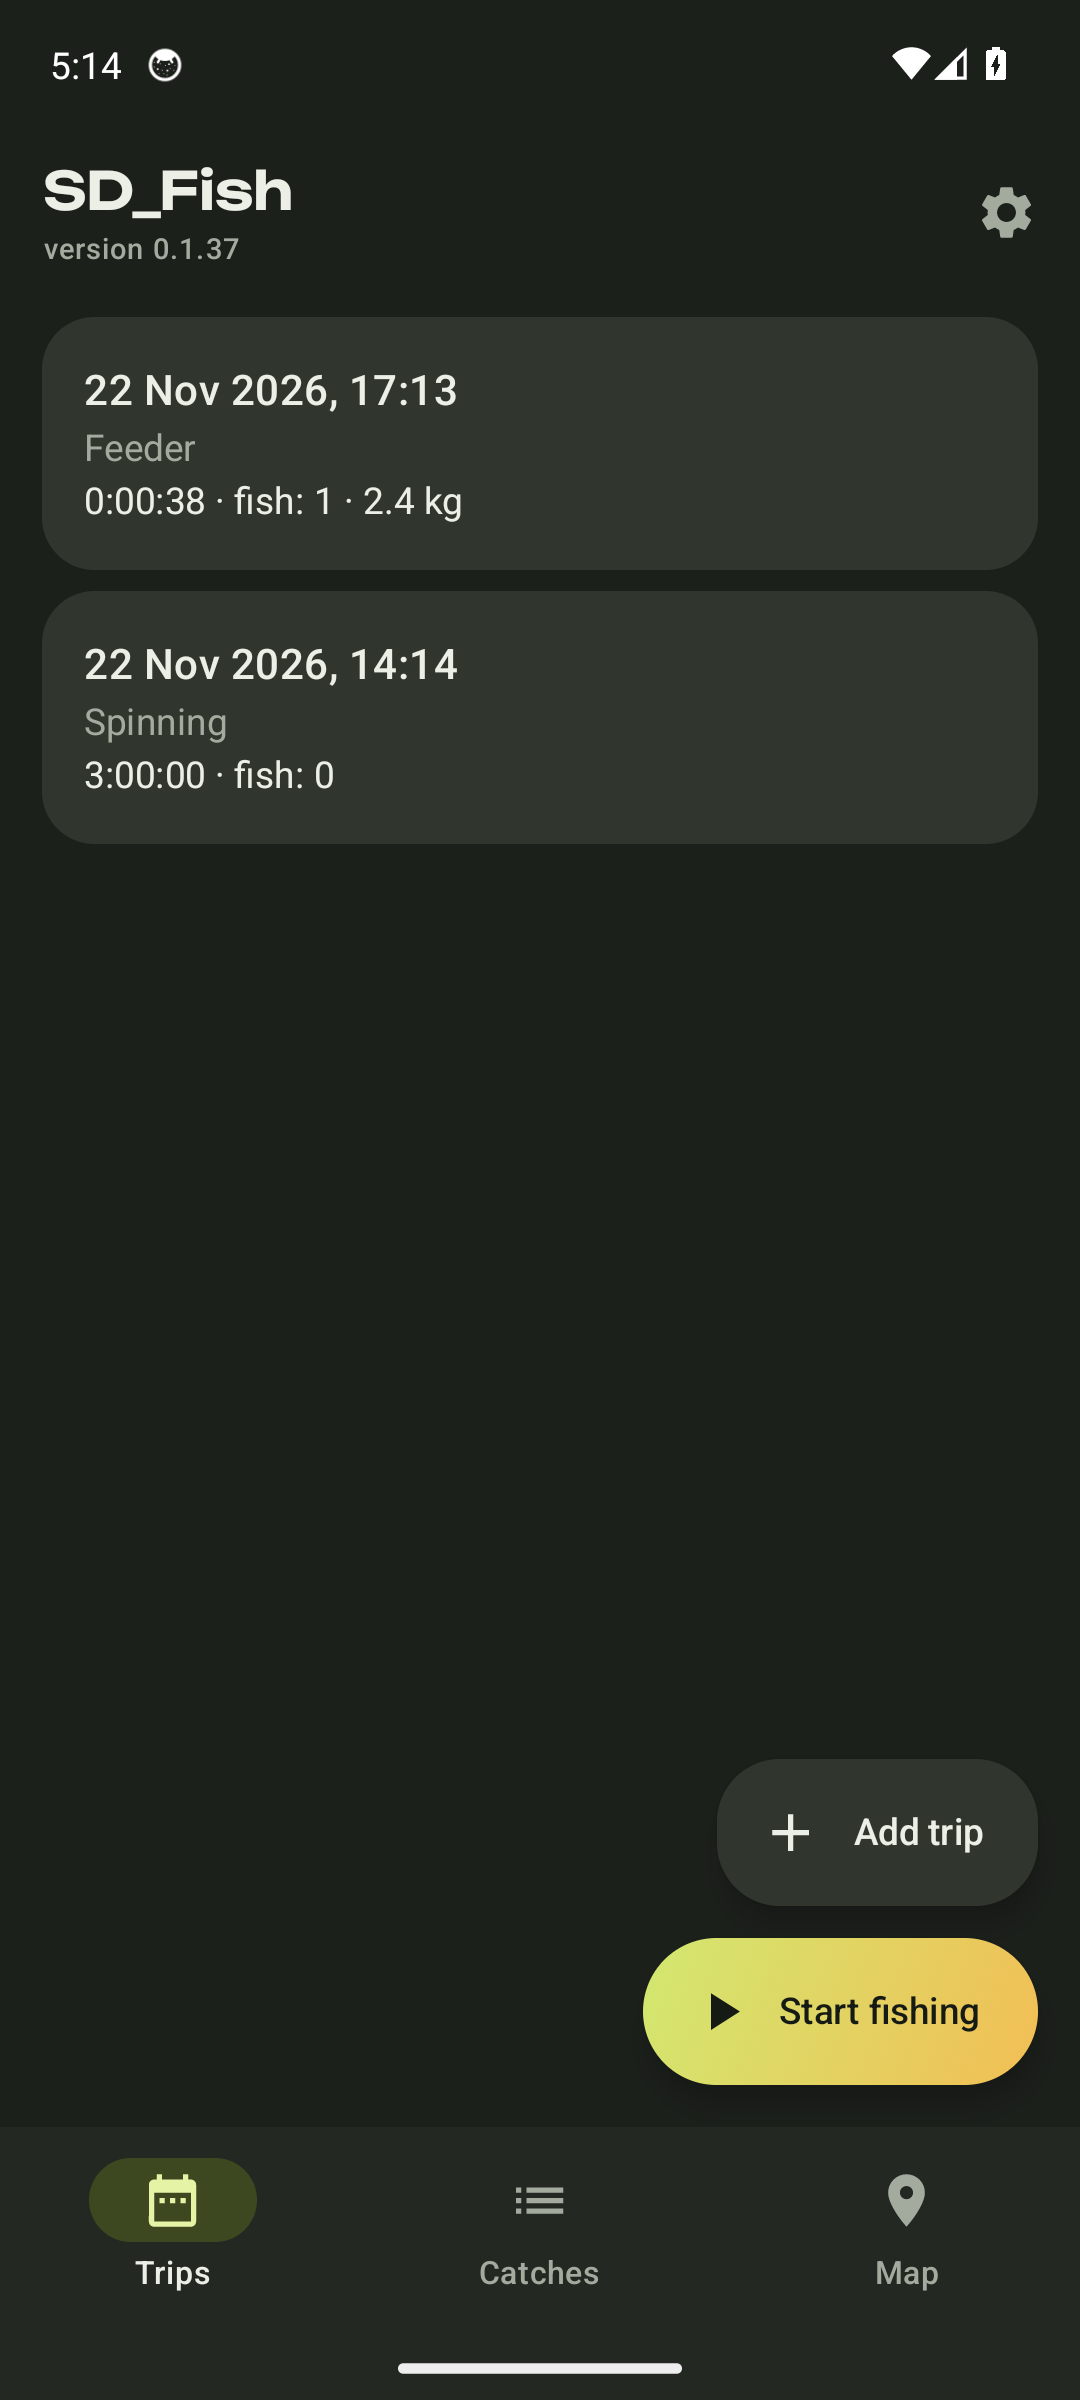 5:14
SD_Fish
version 0.1.37
22 Nov 2026, 17:13
Feeder
0:00:38 · fish: 1 · 2.4 kg
22 Nov 2026, 14:14
Spinning
3:00:00 · fish: 0
Add trip
Start fishing
Trips
Catches
Map